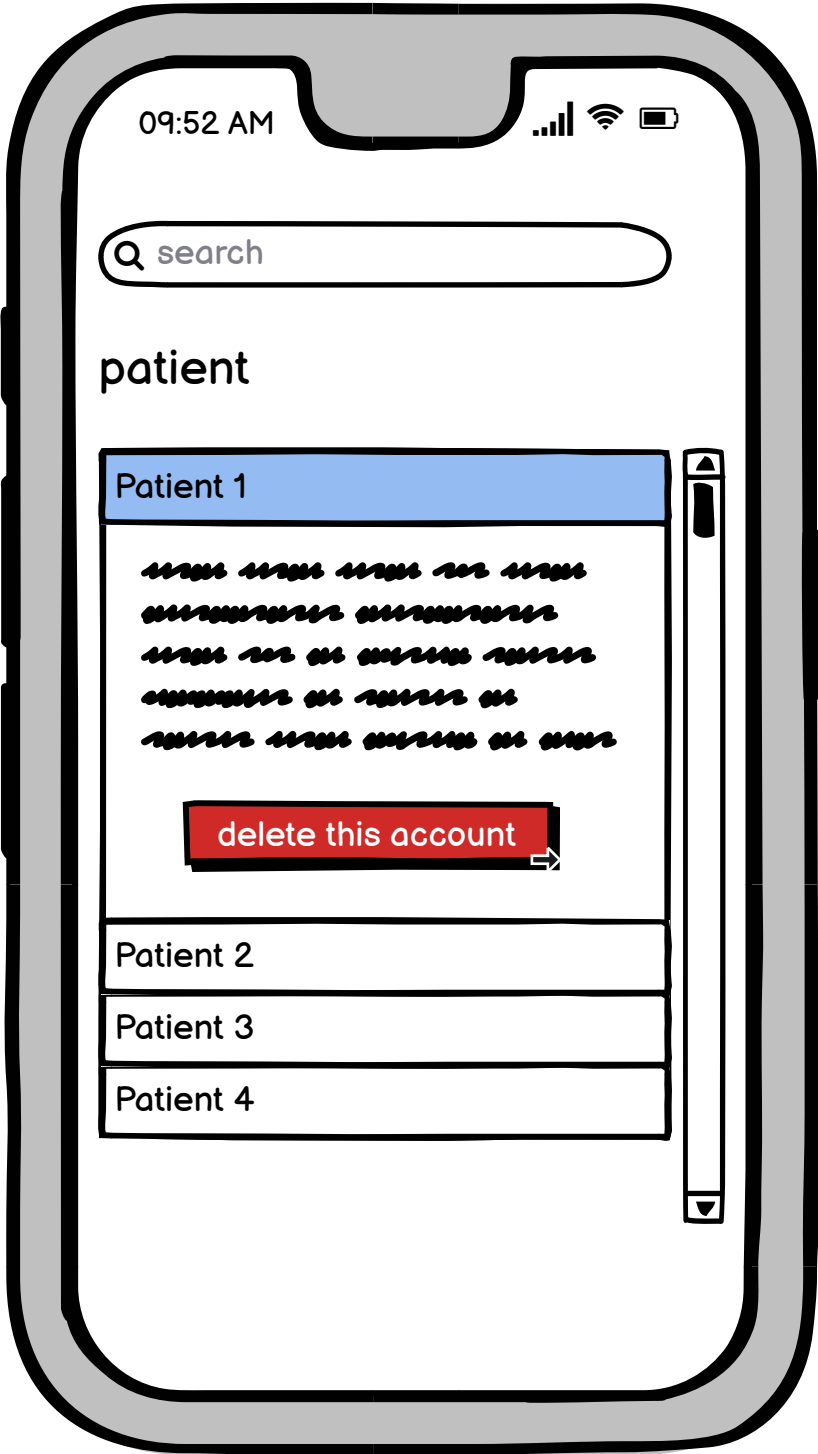 09:52 AM
search
patient
Patient 1
delete this account
Patient 2
Patient 3
Patient 4